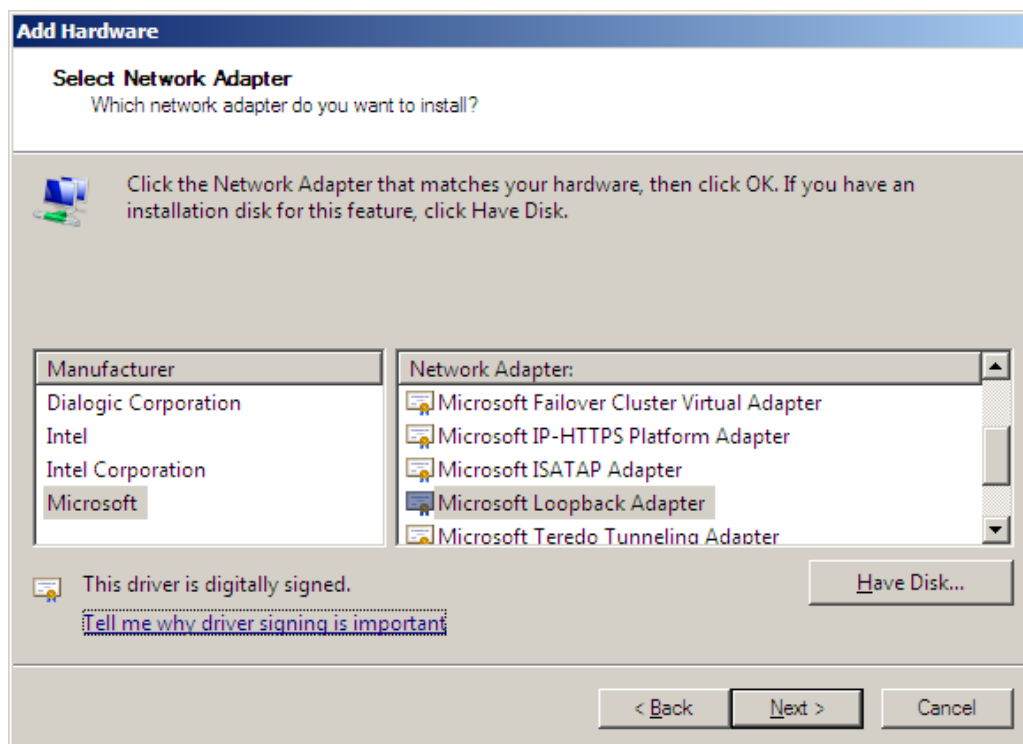 Add Hardware
Select Network Adapter
Which network adapter do you want to install?
Click the Network Adapter that matches your hardware, then click OK. If you have an
installation disk for this feature, click Have Disk.
Manufacturer
Dialogic Corporation
Intel
Intel Corporation
Microsoft
Network Adapter:
Microsoft Failover Cluster Virtual Adapter
Microsoft IP-HTTPS Platform Adapter
Microsoft ISATAP Adapter
Microsoft Loopback Adapter
Microsoft Teredo Tunneling Adapter
This driver is digitally signed.
Tell me why driver signing is important
Have Disk...
< Back
Next >
Cancel